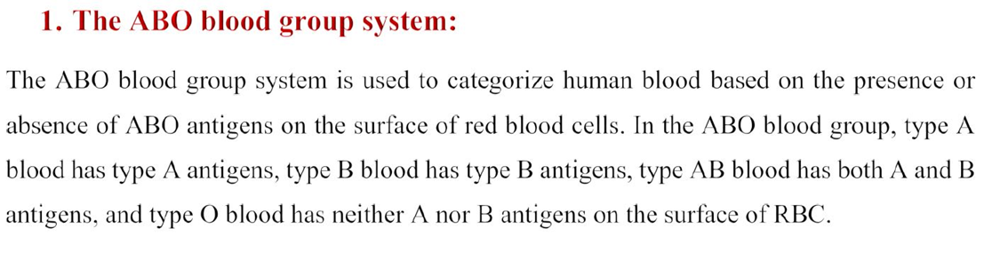 1. The ABO blood group system:
The ABO blood group system is used to categorize human blood based on the presence or
absence of ABO antigens on the surface of red blood cells. In the ABO blood group, type A
blood has type A antigens, type B blood has type B antigens, type AB blood has both A and B
antigens, and type O blood has neither A nor B antigens on the surface of RBC.